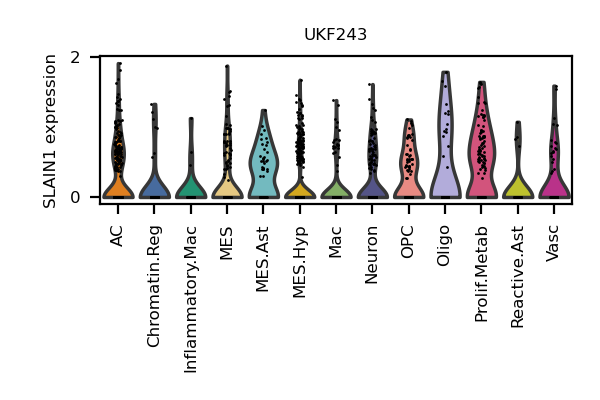 UKF243
SLAIN1 expression
2
0
AC
Chromatin.Reg
Inflammatory.Mac
MES
MES.Ast
MES.Hyp
Mac
Neuron
OPC
Oligo
Prolif.Metab
Reactive.Ast
Vasc